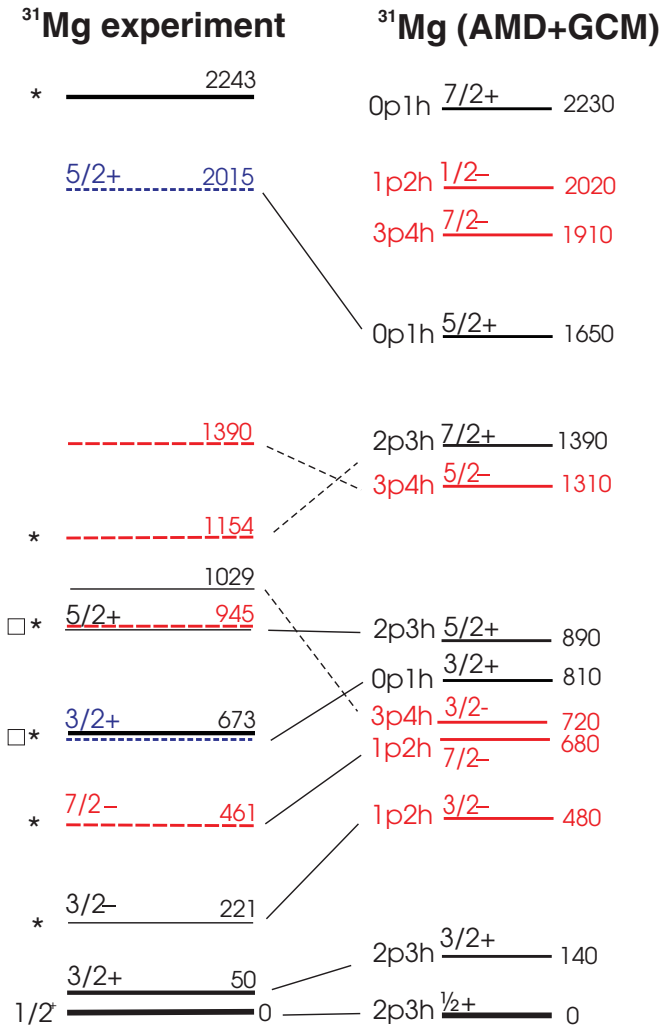 ³¹Mg experiment
³¹Mg (AMD+GCM)
* 2243
5/2+ 2015
1390
* 1154
1029
□ * 5/2+ 945
□ * 3/2+ 673
* 7/2– 461
* 3/2– 221
3/2+ 50
1/2⁺ 0
0p1h 7/2+ 2230
1p2h 1/2– 2020
3p4h 7/2– 1910
0p1h 5/2+ 1650
2p3h 7/2+ 1390
3p4h 5/2– 1310
2p3h 5/2+ 890
0p1h 3/2+ 810
3p4h 3/2- 720
1p2h 7/2– 680
1p2h 3/2– 480
2p3h 3/2+ 140
2p3h ½+ 0